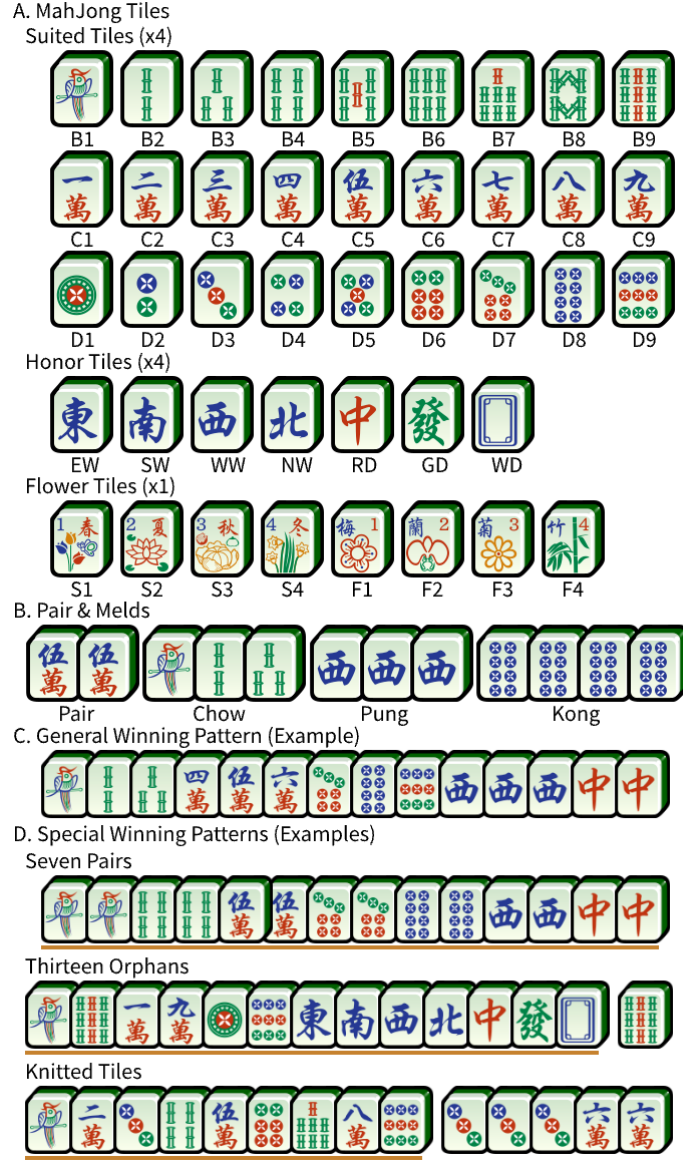 A. MahJong Tiles
Suited Tiles (x4)
B1 B2 B3 B4 B5 B6 B7 B8 B9
一 二 三 四 伍 六 七 八 九
萬 萬 萬 萬 萬 萬 萬 萬 萬
C1 C2 C3 C4 C5 C6 C7 C8 C9
D1 D2 D3 D4 D5 D6 D7 D8 D9
Honor Tiles (x4)
東 南 西 北 中 發
EW SW WW NW RD GD WD
Flower Tiles (x1)
1 春 2 夏 3 秋 4 冬 梅 1 蘭 2 菊 3 竹 4
S1 S2 S3 S4 F1 F2 F3 F4
B. Pair & Melds
伍 伍 西 西 西
萬 萬
Pair Chow Pung Kong
C. General Winning Pattern (Example)
四 伍 六 西 西 西 中 中
萬 萬 萬
D. Special Winning Patterns (Examples)
Seven Pairs
伍 伍 西 西 中 中
萬 萬
Thirteen Orphans
一 九 東 南 西 北 中 發
萬 萬
Knitted Tiles
二 伍 八 六 六
萬 萬 萬 萬 萬